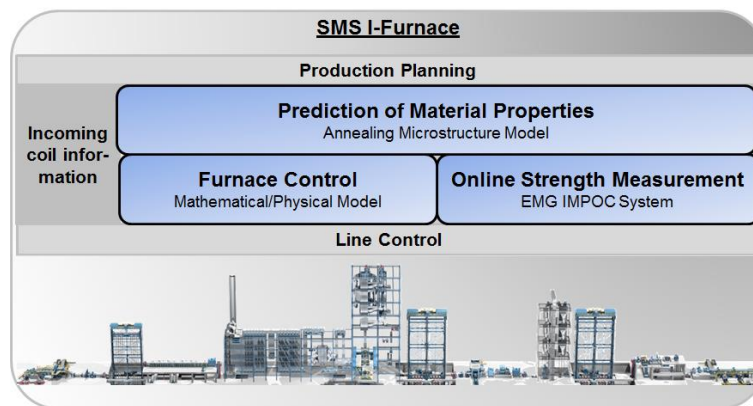 SMS I-Furnace
Production Planning
Incoming
coil infor-
mation
Prediction of Material Properties
Annealing Microstructure Model
Furnace Control
Mathematical/Physical Model
Online Strength Measurement
EMG IMPOC System
Line Control